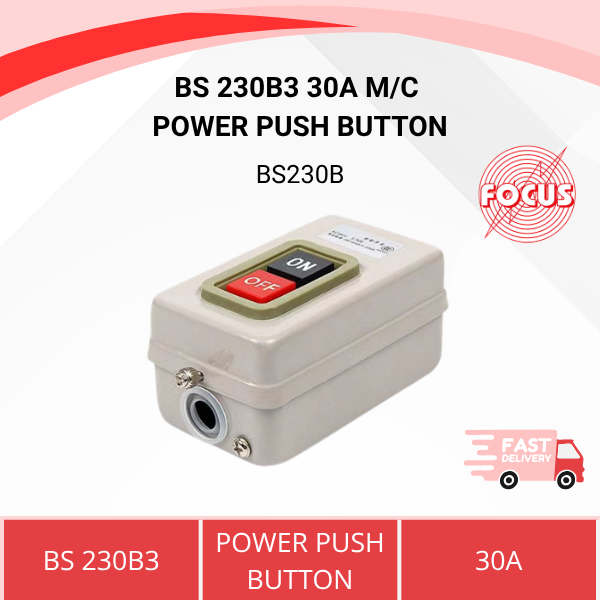 BS 230B3 30A M/C
POWER PUSH BUTTON
BS230B
FOCUS
ON
OFF
FAST
DELIVERY
BS 230B3
POWER PUSH
BUTTON
30A